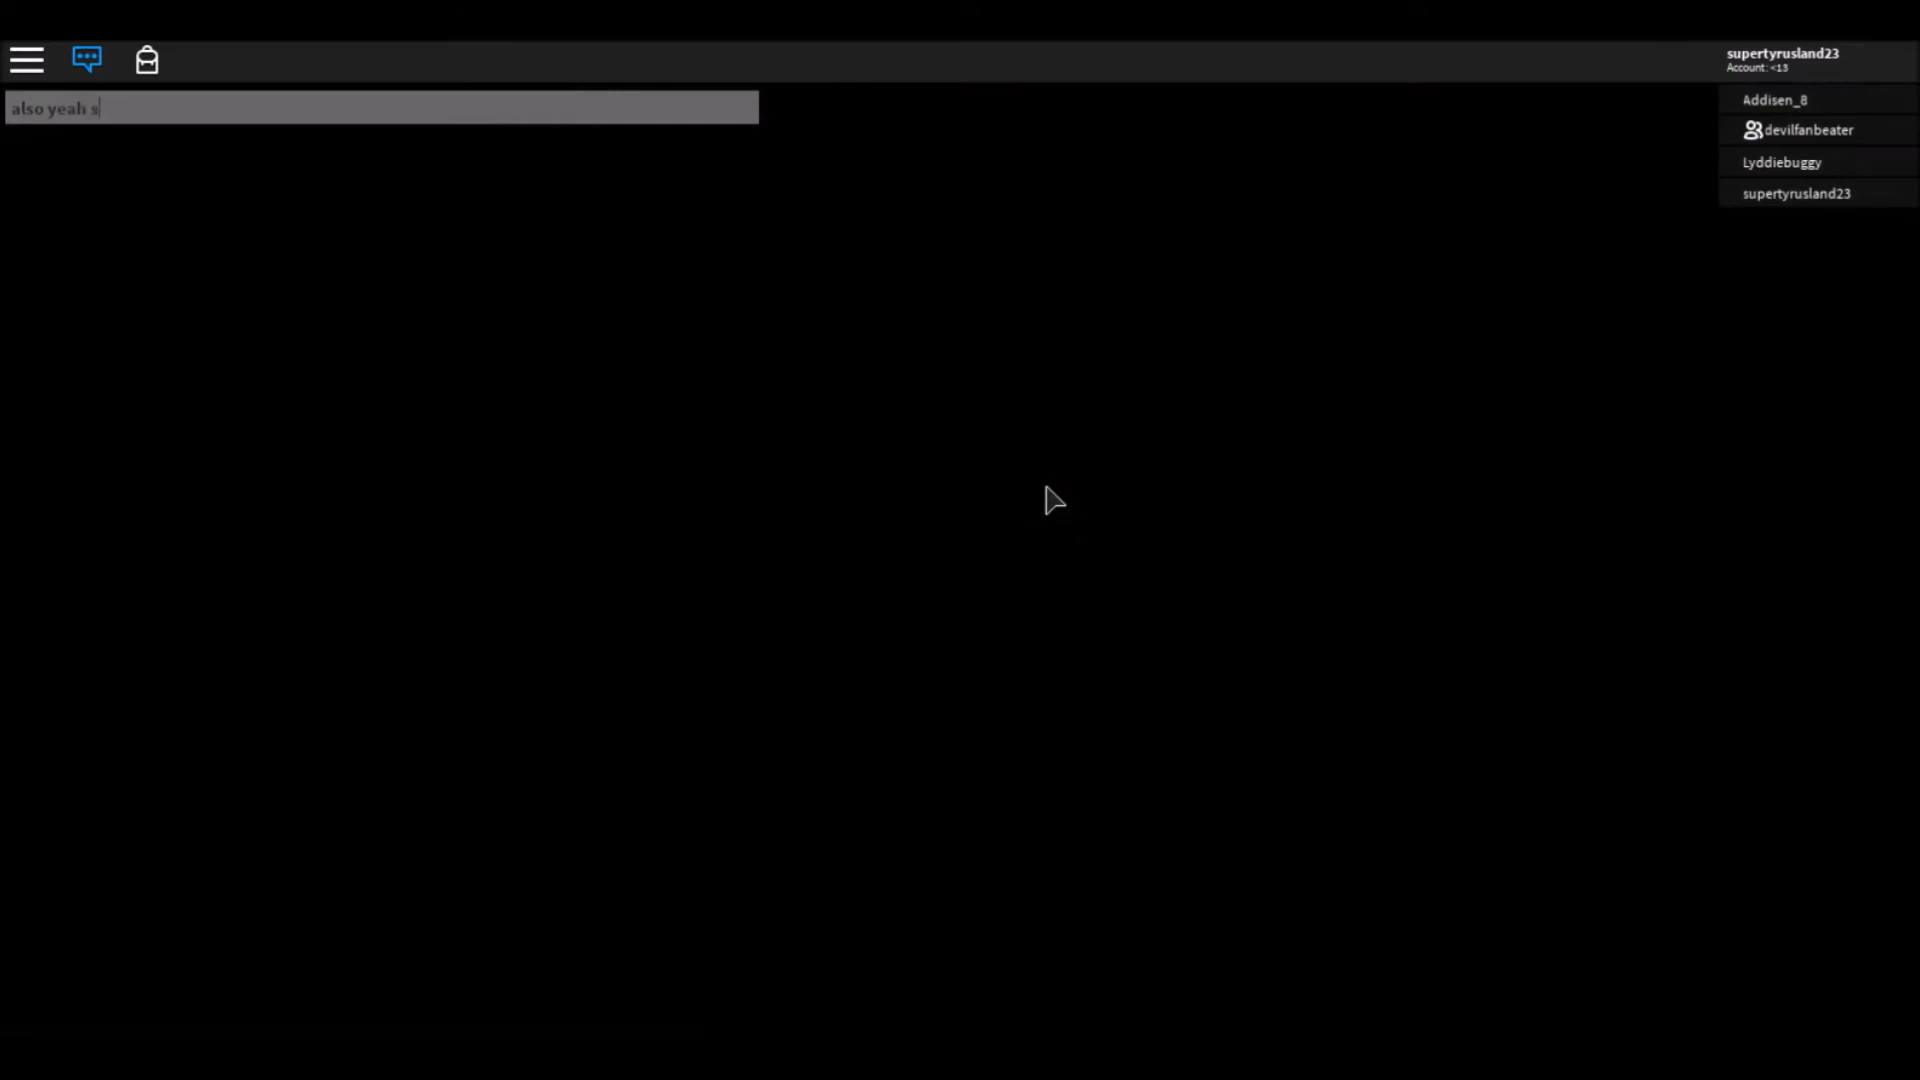 supertyrusland23
Account: <13
also yeah s
Addisen_8
devilfanbeater
Lyddiebuggy
supertyrusland23